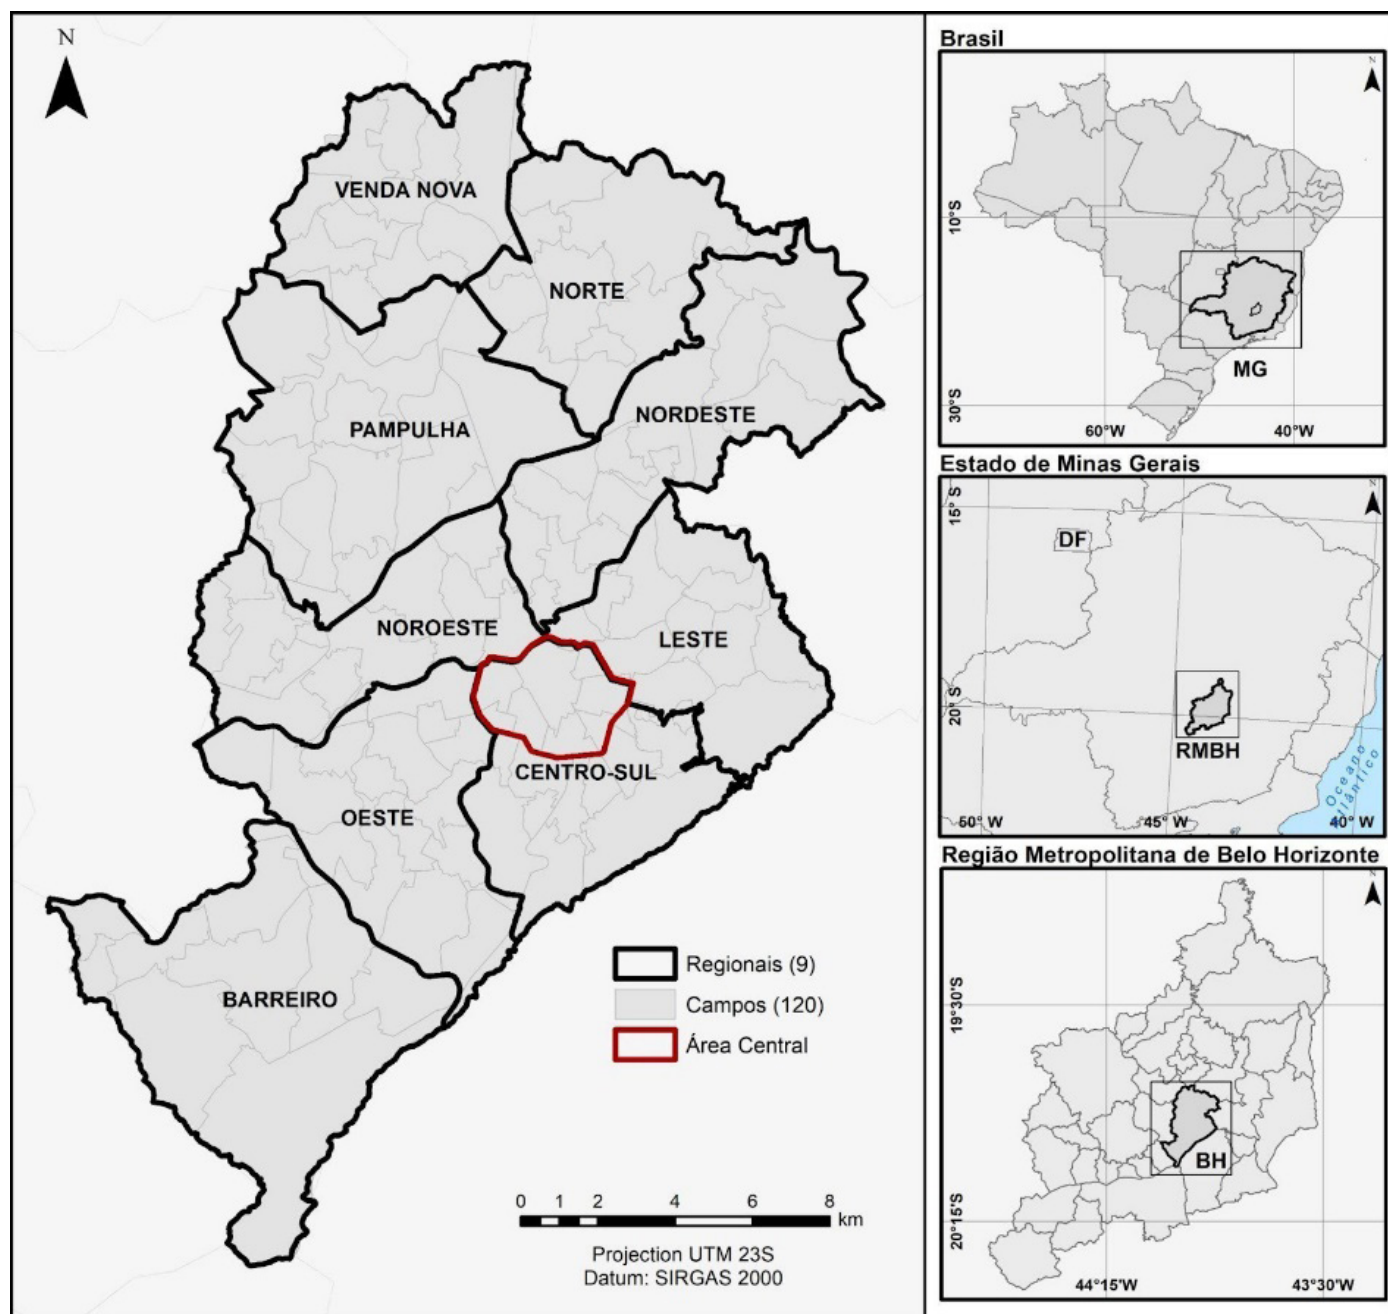 N
VENDA NOVA
NORTE
PAMPULHA
NORDESTE
NOROESTE
LESTE
CENTRO-SUL
OESTE
BARREIRO
Regionais (9)
Campos (120)
Área Central
0 1 2 4 6 8
km
Projection UTM 23S
Datum: SIRGAS 2000
Brasil
N
10°S
MG
30°S
60°W 40°W
Estado de Minas Gerais
N
15°S
DF
20°S
RMBH
Oceano
Atlântico
50° W 45° W 40° W
Região Metropolitana de Belo Horizonte
N
19°30'S
BH
20°15'S
44°15'W 43°30'W